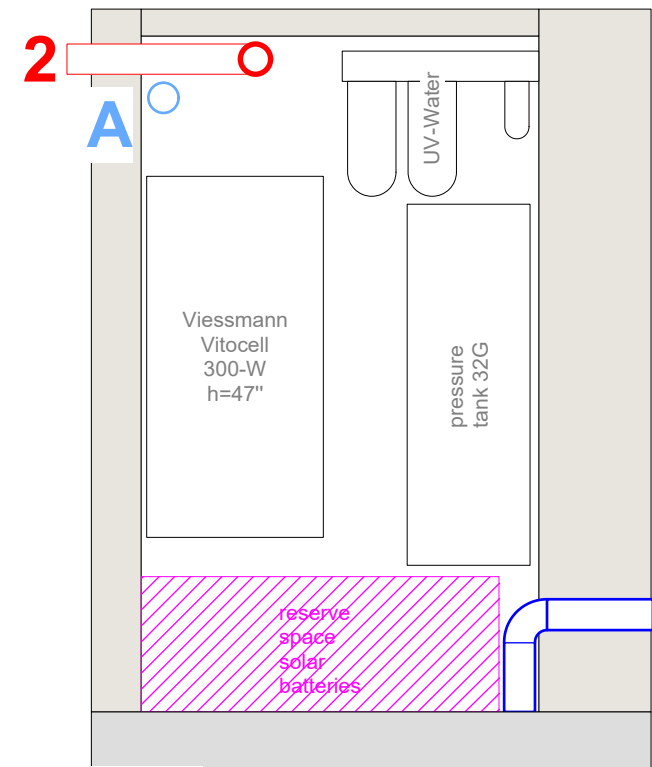 2
A
UV-Water
Viessmann
Vitocell
300-W
h=47"
pressure
tank 32G
reserve
space
solar
batteries